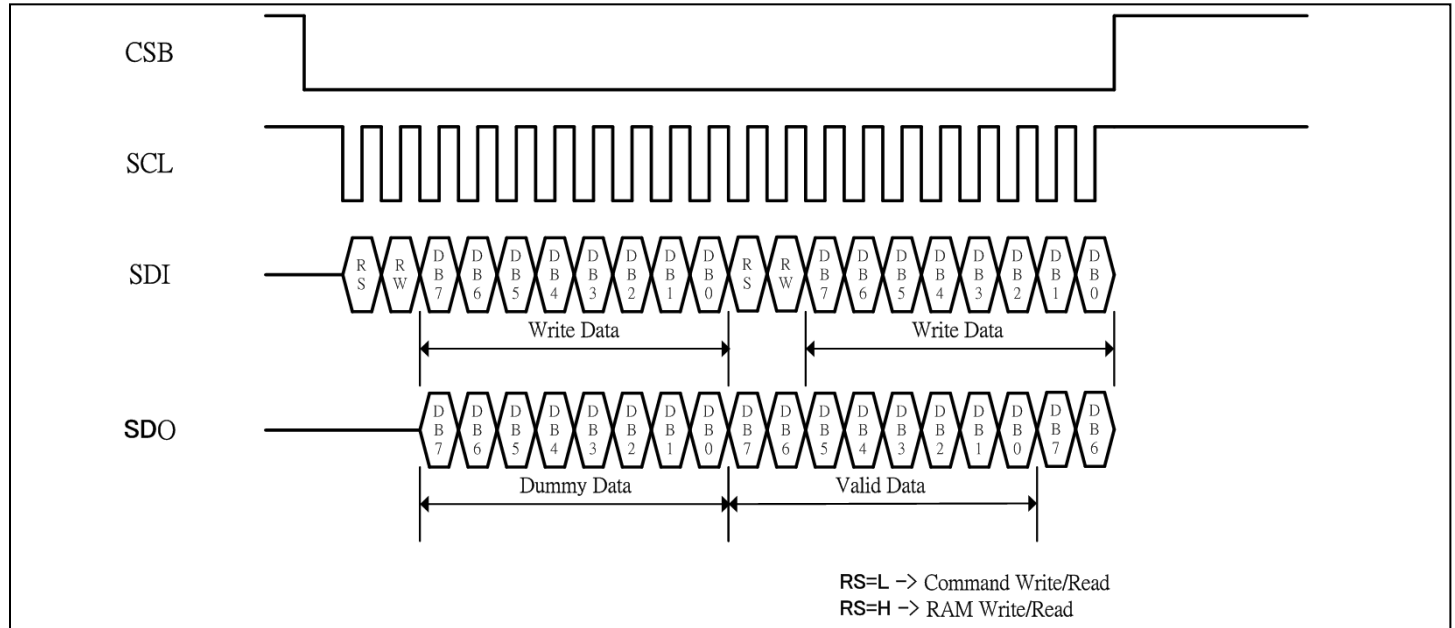 CSB
SCL
SDI
RS RW DB7 DB6 DB5 DB4 DB3 DB2 DB1 DB0 RS RW DB7 DB6 DB5 DB4 DB3 DB2 DB1 DB0
Write Data Write Data
SDO
DB7 DB6 DB5 DB4 DB3 DB2 DB1 DB0 DB7 DB6 DB5 DB4 DB3 DB2 DB1 DB0 DB7 DB6
Dummy Data Valid Data
RS=L -> Command Write/Read
RS=H -> RAM Write/Read